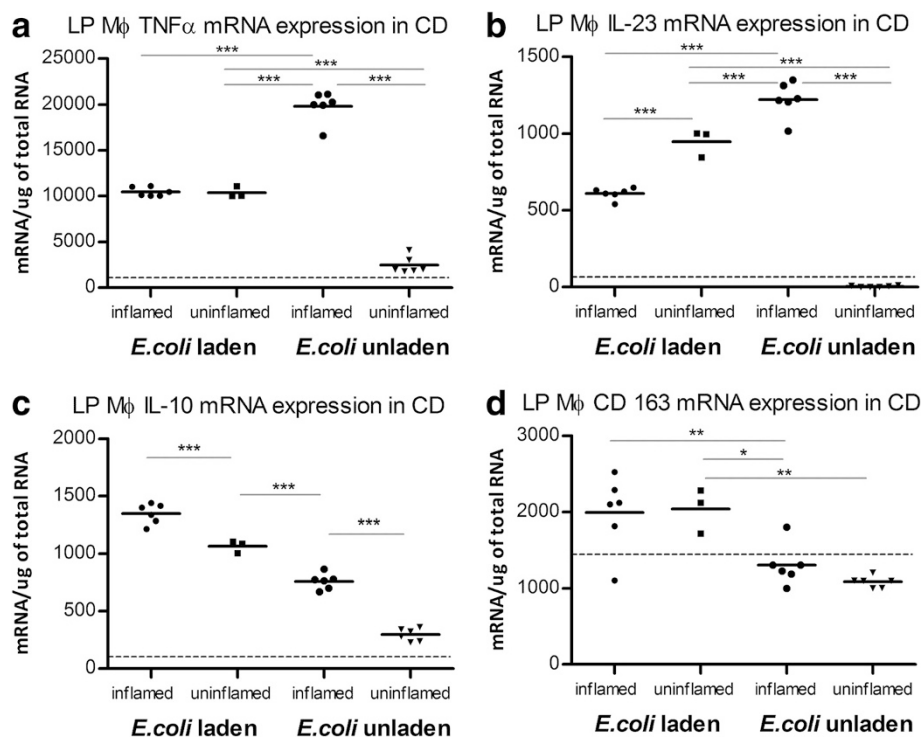 a LP Mϕ TNFα mRNA expression in CD
mRNA/ug of total RNA
25000
20000
15000
10000
5000
0
***
***
***
***
inflamed uninflamed inflamed uninflamed
E.coli laden E.coli unladen
b LP Mϕ IL-23 mRNA expression in CD
mRNA/ug of total RNA
1500
1000
500
0
***
***
***
***
***
inflamed uninflamed inflamed uninflamed
E.coli laden E.coli unladen
c LP Mϕ IL-10 mRNA expression in CD
mRNA/ug of total RNA
2000
1500
1000
500
0
***
***
***
inflamed uninflamed inflamed uninflamed
E.coli laden E.coli unladen
d LP Mϕ CD 163 mRNA expression in CD
mRNA/ug of total RNA
3000
2000
1000
0
**
*
**
inflamed uninflamed inflamed uninflamed
E.coli laden E.coli unladen